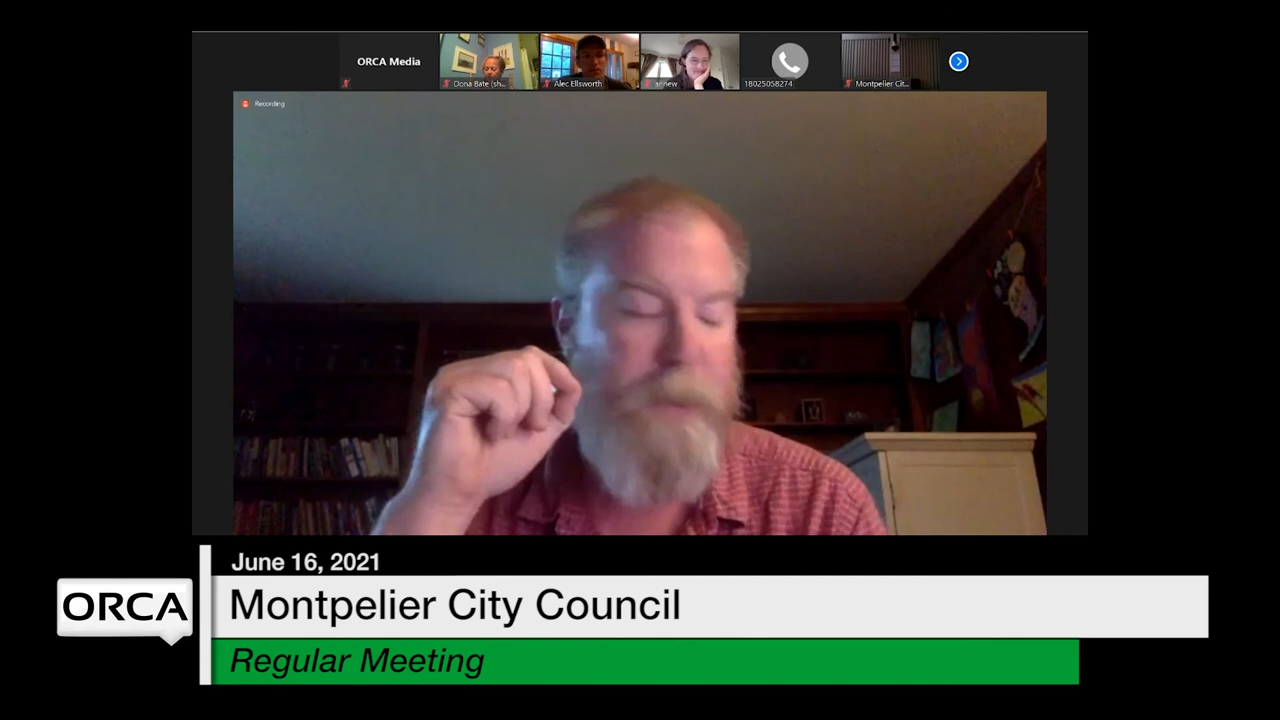 ORCA Media
Dona Bate (sh...
Alec Ellsworth
annew
18025058274
Montpelier Cit...
Recording
June 16, 2021
ORCA
Montpelier City Council
Regular Meeting